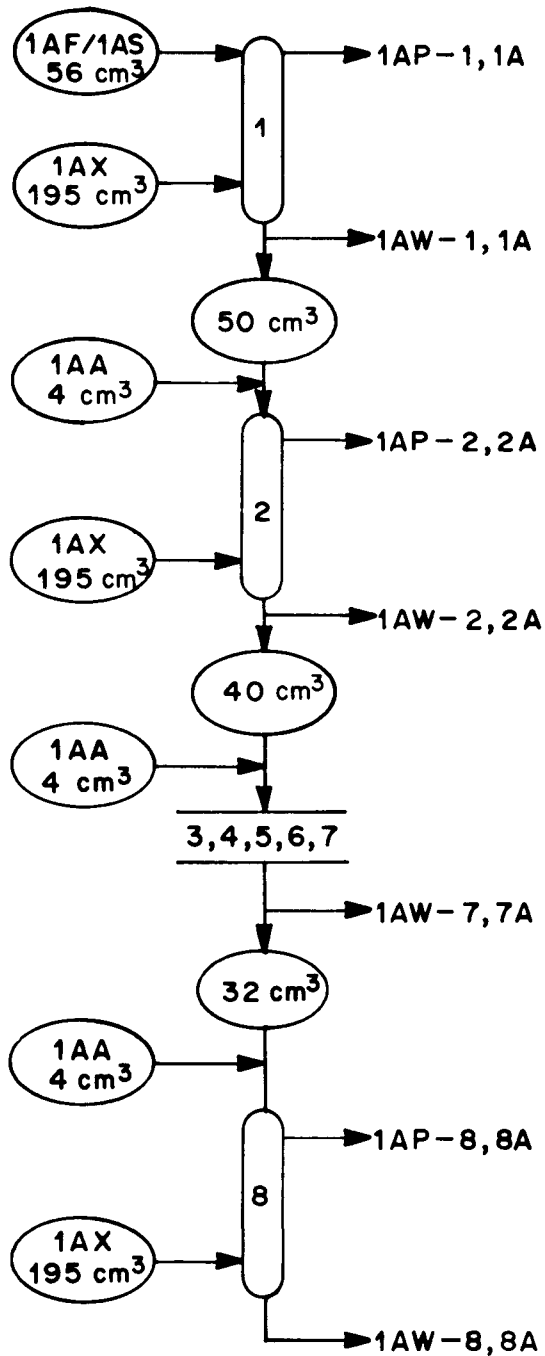 1AF/1AS
56 cm³
1AP-1,1A
1
1AX
195 cm³
1AW-1,1A
50 cm³
1AA
4 cm³
1AP-2,2A
2
1AX
195 cm³
1AW-2,2A
40 cm³
1AA
4 cm³
3,4,5,6,7
1AW-7,7A
32 cm³
1AA
4 cm³
1AP-8,8A
8
1AX
195 cm³
1AW-8,8A